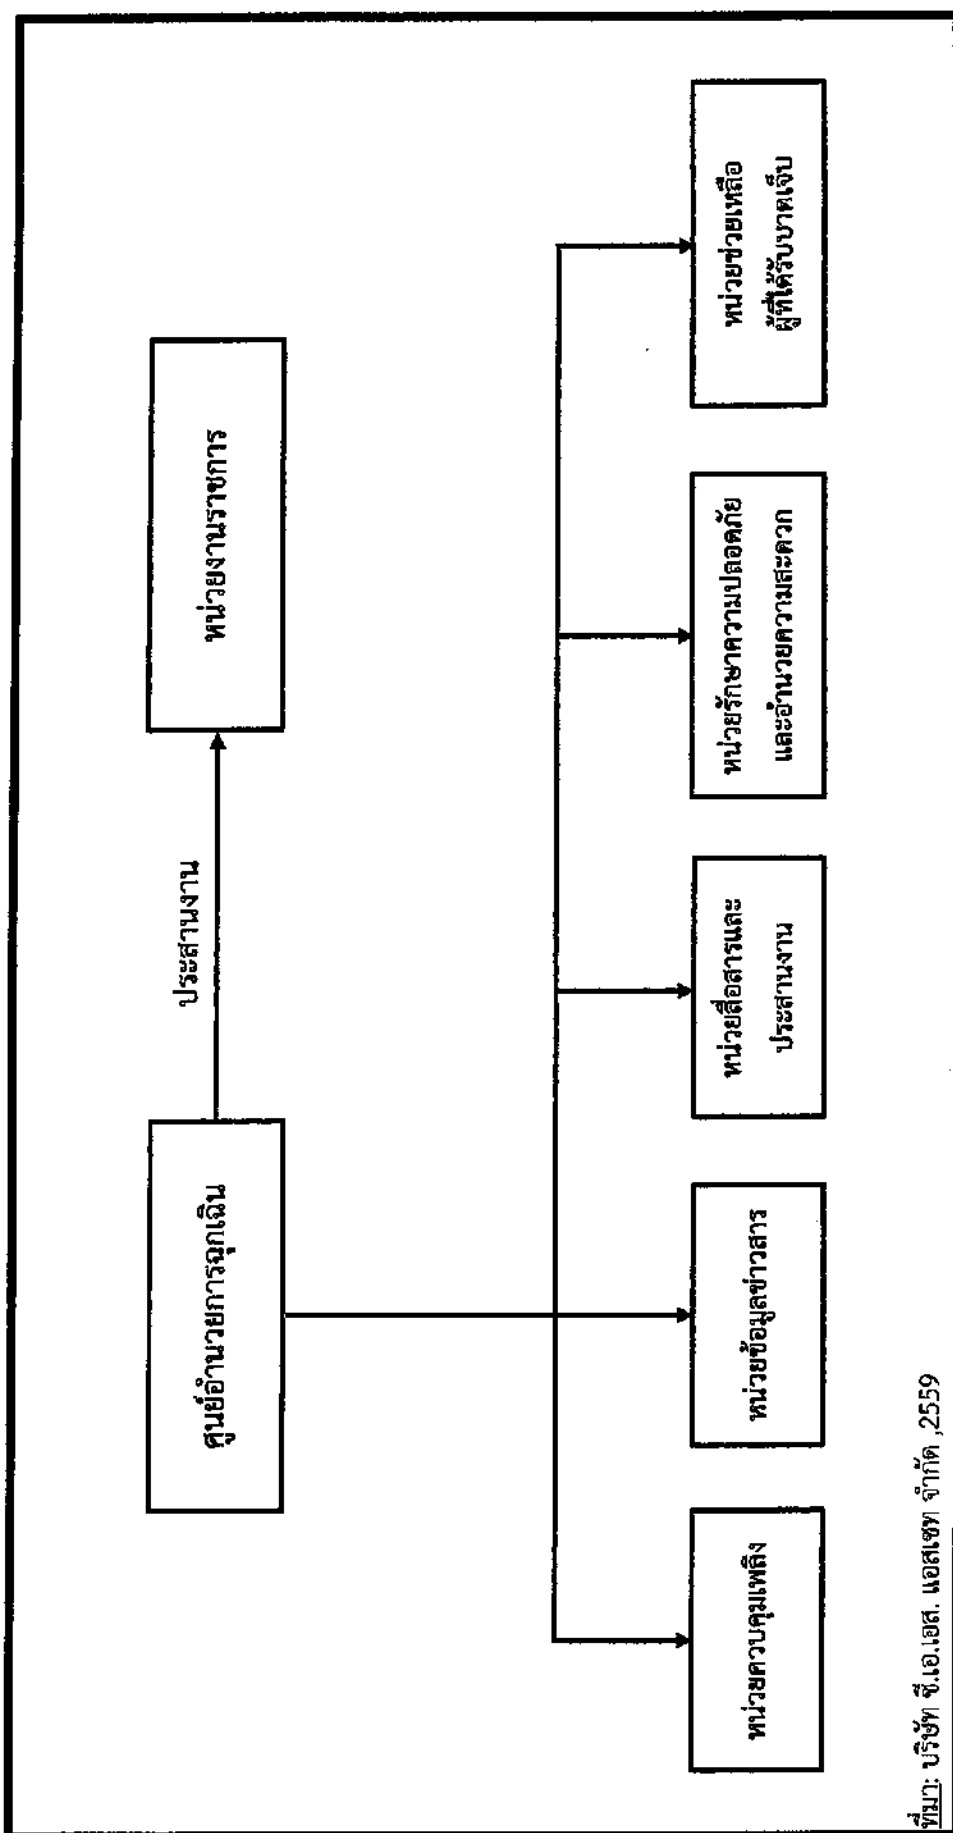 ศูนย์อำนวยการฉุกเฉิน
ประสานงาน
หน่วยงานราชการ
หน่วยควบคุมเพลิง
หน่วยข้อมูลข่าวสาร
หน่วยสื่อสารและ
ประสานงาน
หน่วยรักษาความปลอดภัย
และอำนวยความสะดวก
หน่วยช่วยเหลือ
ผู้ที่ได้รับบาดเจ็บ
ที่มา: บริษัท ซี.เอ.เอส. แอสเซท จำกัด ,2559